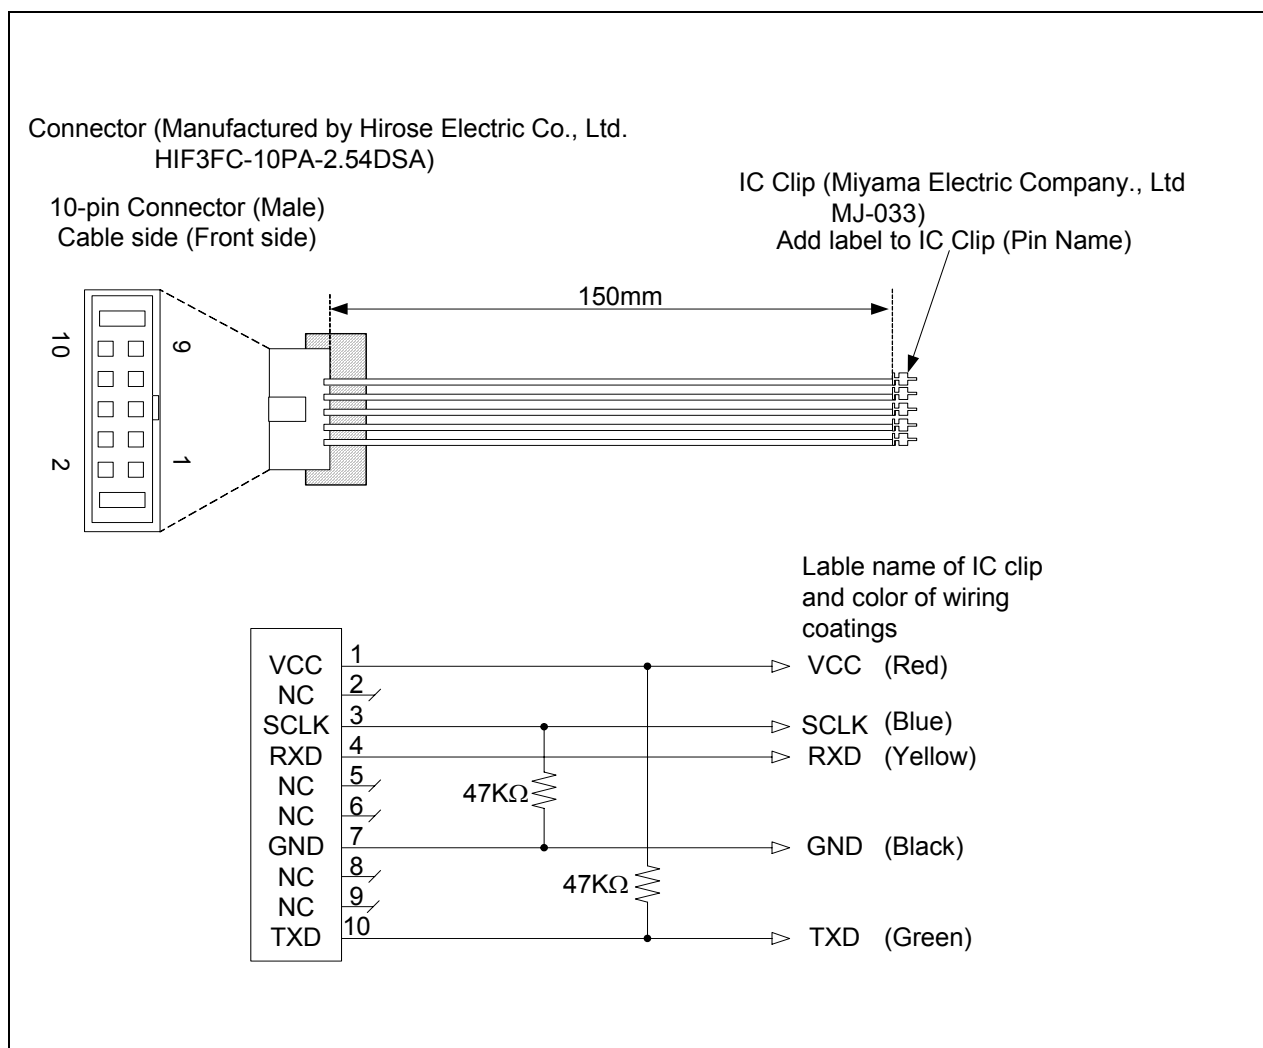 Connector (Manufactured by Hirose Electric Co., Ltd.
HIF3FC-10PA-2.54DSA)
IC Clip (Miyama Electric Company., Ltd
MJ-033)
Add label to IC Clip (Pin Name)
10-pin Connector (Male)
Cable side (Front side)
150mm
10
9
2
1
Lable name of IC clip
and color of wiring
coatings
VCC 1 VCC (Red)
NC 2
SCLK 3 SCLK (Blue)
RXD 4 RXD (Yellow)
NC 5
47KΩ
NC 6
GND 7 GND (Black)
NC 8
47KΩ
NC 9
TXD 10 TXD (Green)